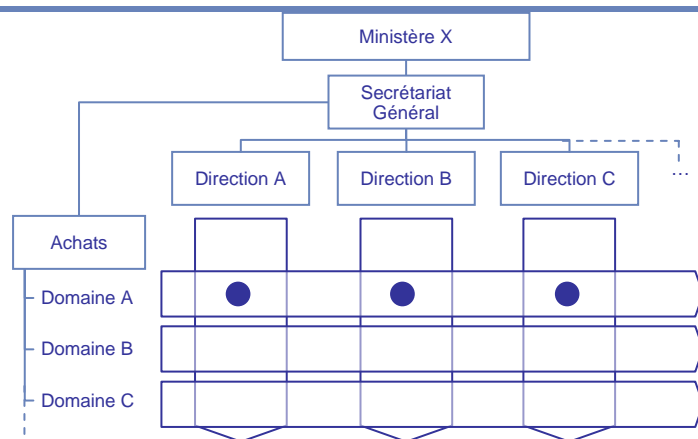 Ministère X
Secrétariat
Général
Direction A
Direction B
Direction C
...
Achats
Domaine A
Domaine B
Domaine C